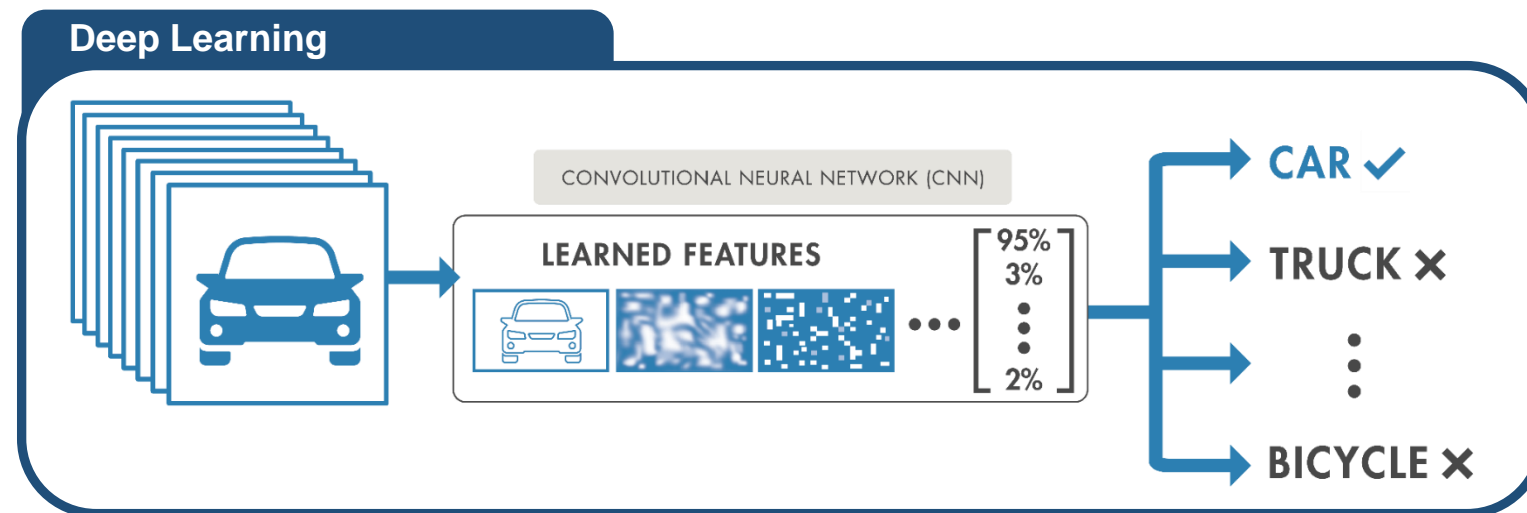 Deep Learning
CONVOLUTIONAL NEURAL NETWORK (CNN)
LEARNED FEATURES
95%
3%
2%
CAR ✓
TRUCK ✕
BICYCLE ✕